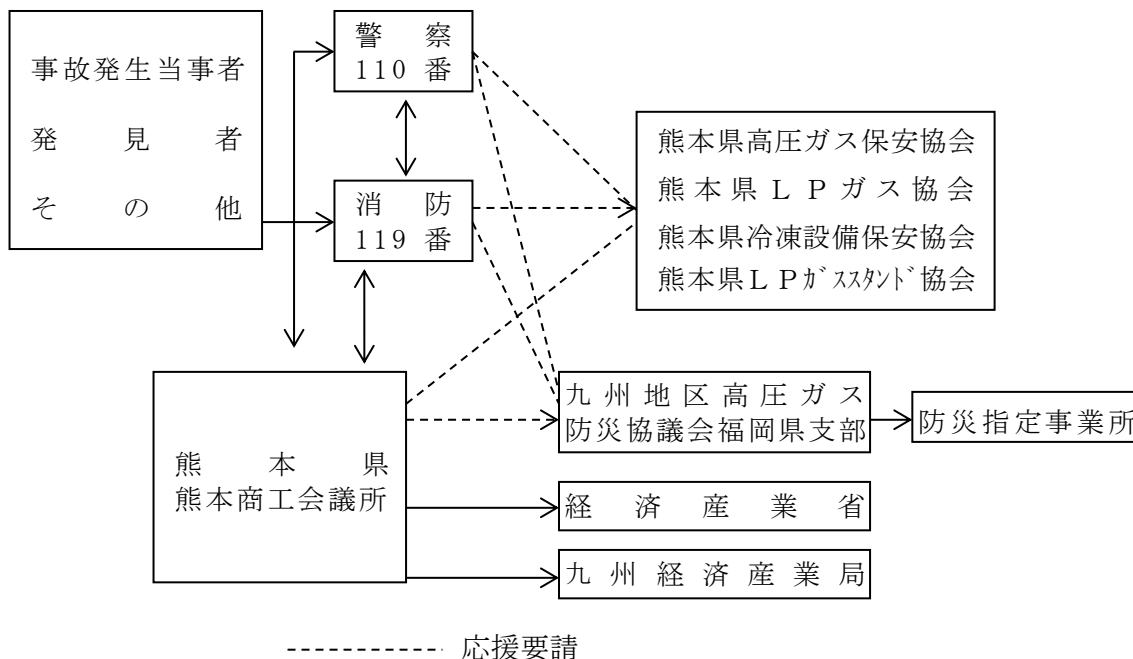 事故発生当事者
発見者
その他
警察
110番
消防
119番
熊本県高圧ガス保安協会
熊本県LPガス協会
熊本県冷凍設備保安協会
熊本県LPガススタンド協会
九州地区高圧ガス
防災協議会福岡県支部
防災指定事業所
熊本県
熊本商工会議所
経済産業省
九州経済産業局
応援要請